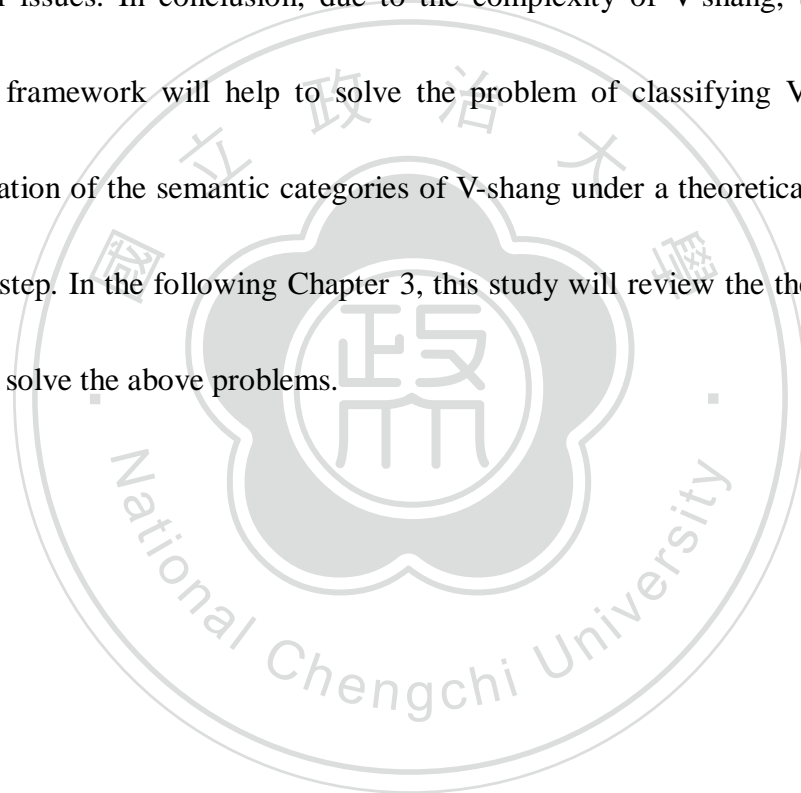 issues. In conclusion, due to the complexity of V-shang,
framework will help to solve the problem of classifying V
ation of the semantic categories of V-shang under a theoretica
step. In the following Chapter 3, this study will review the the
solve the above problems.
國立政治大學
政
National Chengchi University